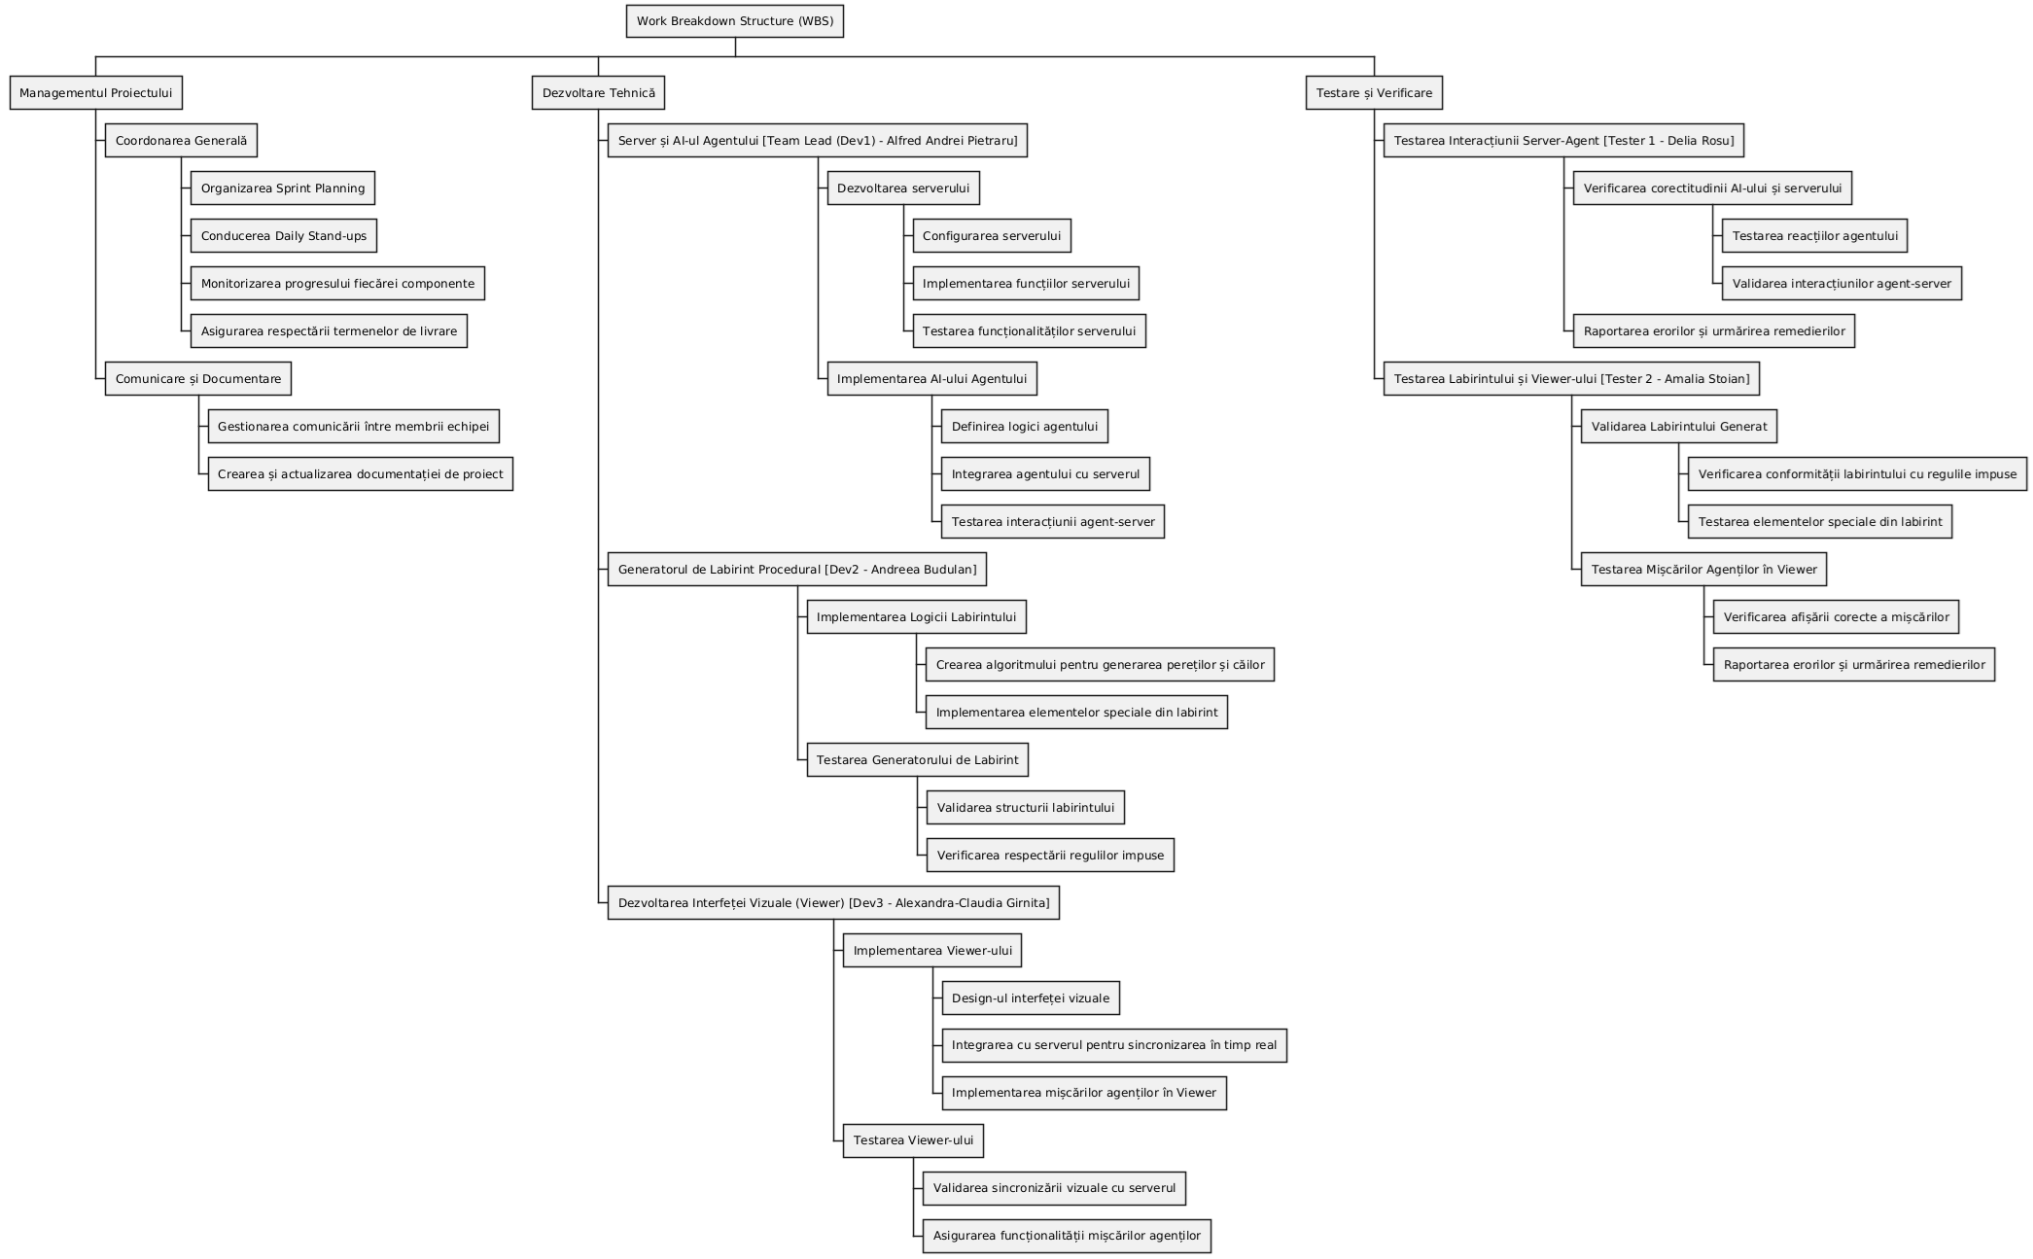 Work Breakdown Structure (WBS)
Managementul Proiectului
Coordonarea Generală
Organizarea Sprint Planning
Conducerea Daily Stand-ups
Monitorizarea progresului fiecărei componente
Asigurarea respectării termenelor de livrare
Comunicare și Documentare
Gestionarea comunicării între membrii echipei
Crearea și actualizarea documentației de proiect
Dezvoltare Tehnică
Server și AI-ul Agentului [Team Lead (Dev1) - Alfred Andrei Pietraru]
Dezvoltarea serverului
Configurarea serverului
Implementarea funcțiilor serverului
Testarea funcționalităților serverului
Implementarea AI-ului Agentului
Definirea logici agentului
Integrarea agentului cu serverul
Testarea interacțiunii agent-server
Generatorul de Labirint Procedural [Dev2 - Andreea Budulan]
Implementarea Logicii Labirintului
Crearea algoritmului pentru generarea pereților și căilor
Implementarea elementelor speciale din labirint
Testarea Generatorului de Labirint
Validarea structurii labirintului
Verificarea respectării regulilor impuse
Dezvoltarea Interfeței Vizuale (Viewer) [Dev3 - Alexandra-Claudia Girnita]
Implementarea Viewer-ului
Design-ul interfeței vizuale
Integrarea cu serverul pentru sincronizarea în timp real
Implementarea mișcărilor agenților în Viewer
Testarea Viewer-ului
Validarea sincronizării vizuale cu serverul
Asigurarea funcționalității mișcărilor agenților
Testare și Verificare
Testarea Interacțiunii Server-Agent [Tester 1 - Delia Rosu]
Verificarea corectitudinii AI-ului și serverului
Testarea reacțiilor agentului
Validarea interacțiunilor agent-server
Raportarea erorilor și urmărirea remedierilor
Testarea Labirintului și Viewer-ului [Tester 2 - Amalia Stoian]
Validarea Labirintului Generat
Verificarea conformității labirintului cu regulile impuse
Testarea elementelor speciale din labirint
Testarea Mișcărilor Agenților în Viewer
Verificarea afișării corecte a mișcărilor
Raportarea erorilor și urmărirea remedierilor